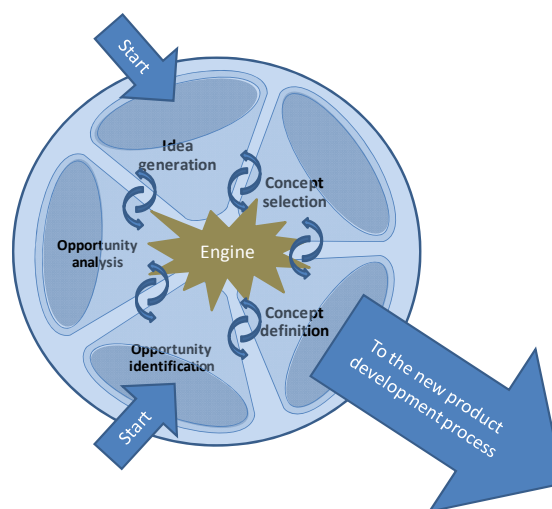 Start
Idea
generation
Concept
selection
Opportunity
analysis
Engine
Concept
definition
Opportunity
identification
Start
To the new product
development process